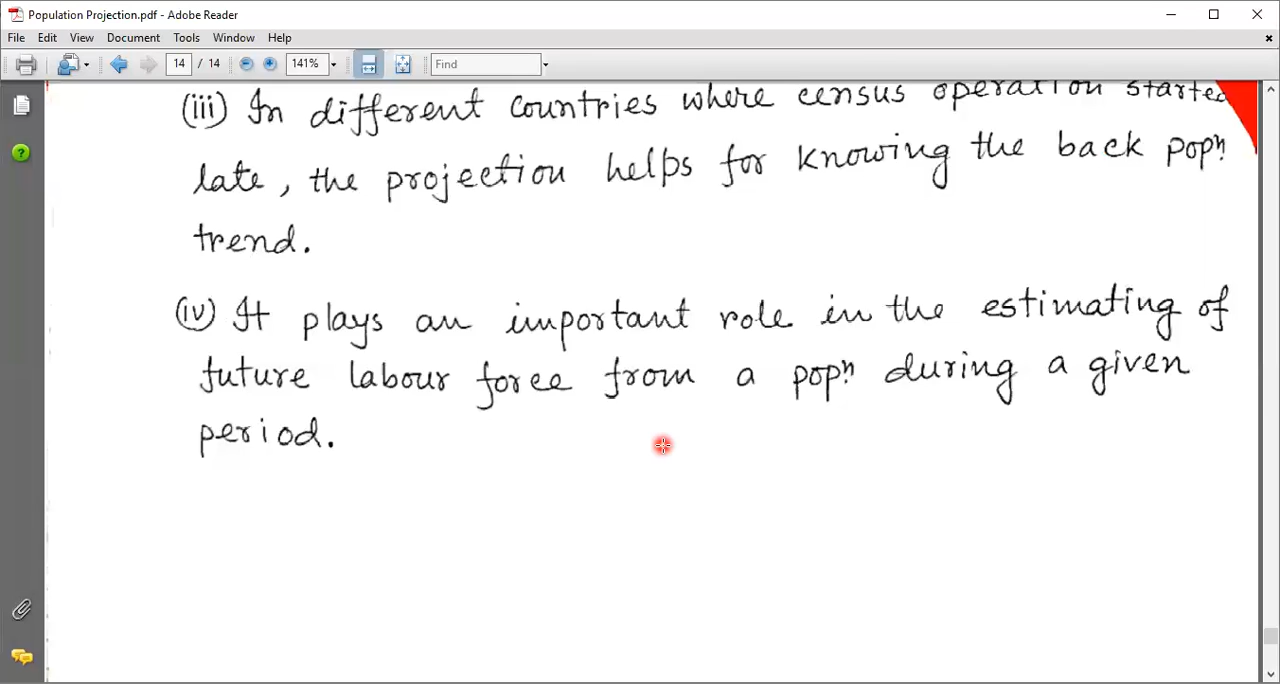 Population Projection.pdf - Adobe Reader
File Edit View Document Tools Window Help
14 / 14 141% Find
(iii) In different countries where census operation started
late, the projection helps for knowing the back popⁿ.
trend.
(iv) It plays an important role in the estimating of
future labour force from a popⁿ. during a given
period.